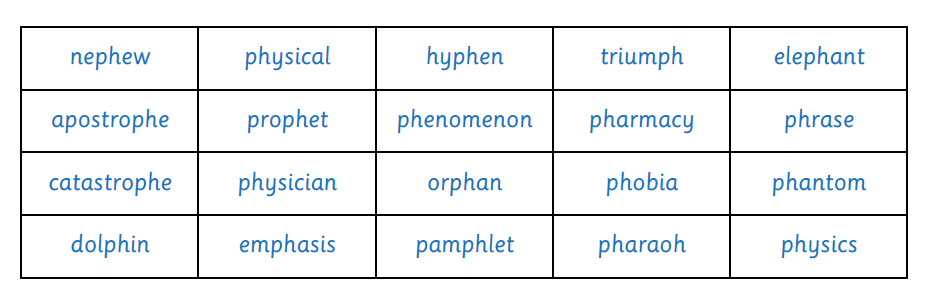 nephew physical hyphen triumph elephant
apostrophe prophet phenomenon pharmacy phrase
catastrophe physician orphan phobia phantom
dolphin emphasis pamphlet pharaoh physics